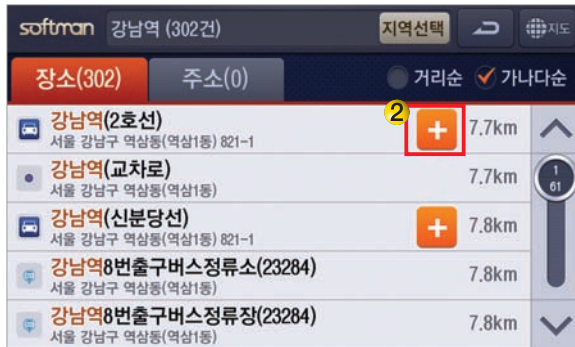 softman 강남역 (302건) 지역선택 지도
장소(302) 주소(0) 거리순 가나다순
강남역(2호선) 2 + 7.7km
서울 강남구 역삼동(역삼1동) 821-1
강남역(교차로) 7.7km
서울 강남구 역삼동(역삼1동)
1
61
강남역(신분당선) + 7.8km
서울 강남구 역삼동(역삼1동) 821-1
강남역8번출구버스정류소(23284) 7.8km
서울 강남구 역삼동(역삼1동)
강남역8번출구버스정류장(23284) 7.8km
서울 강남구 역삼동(역삼1동)